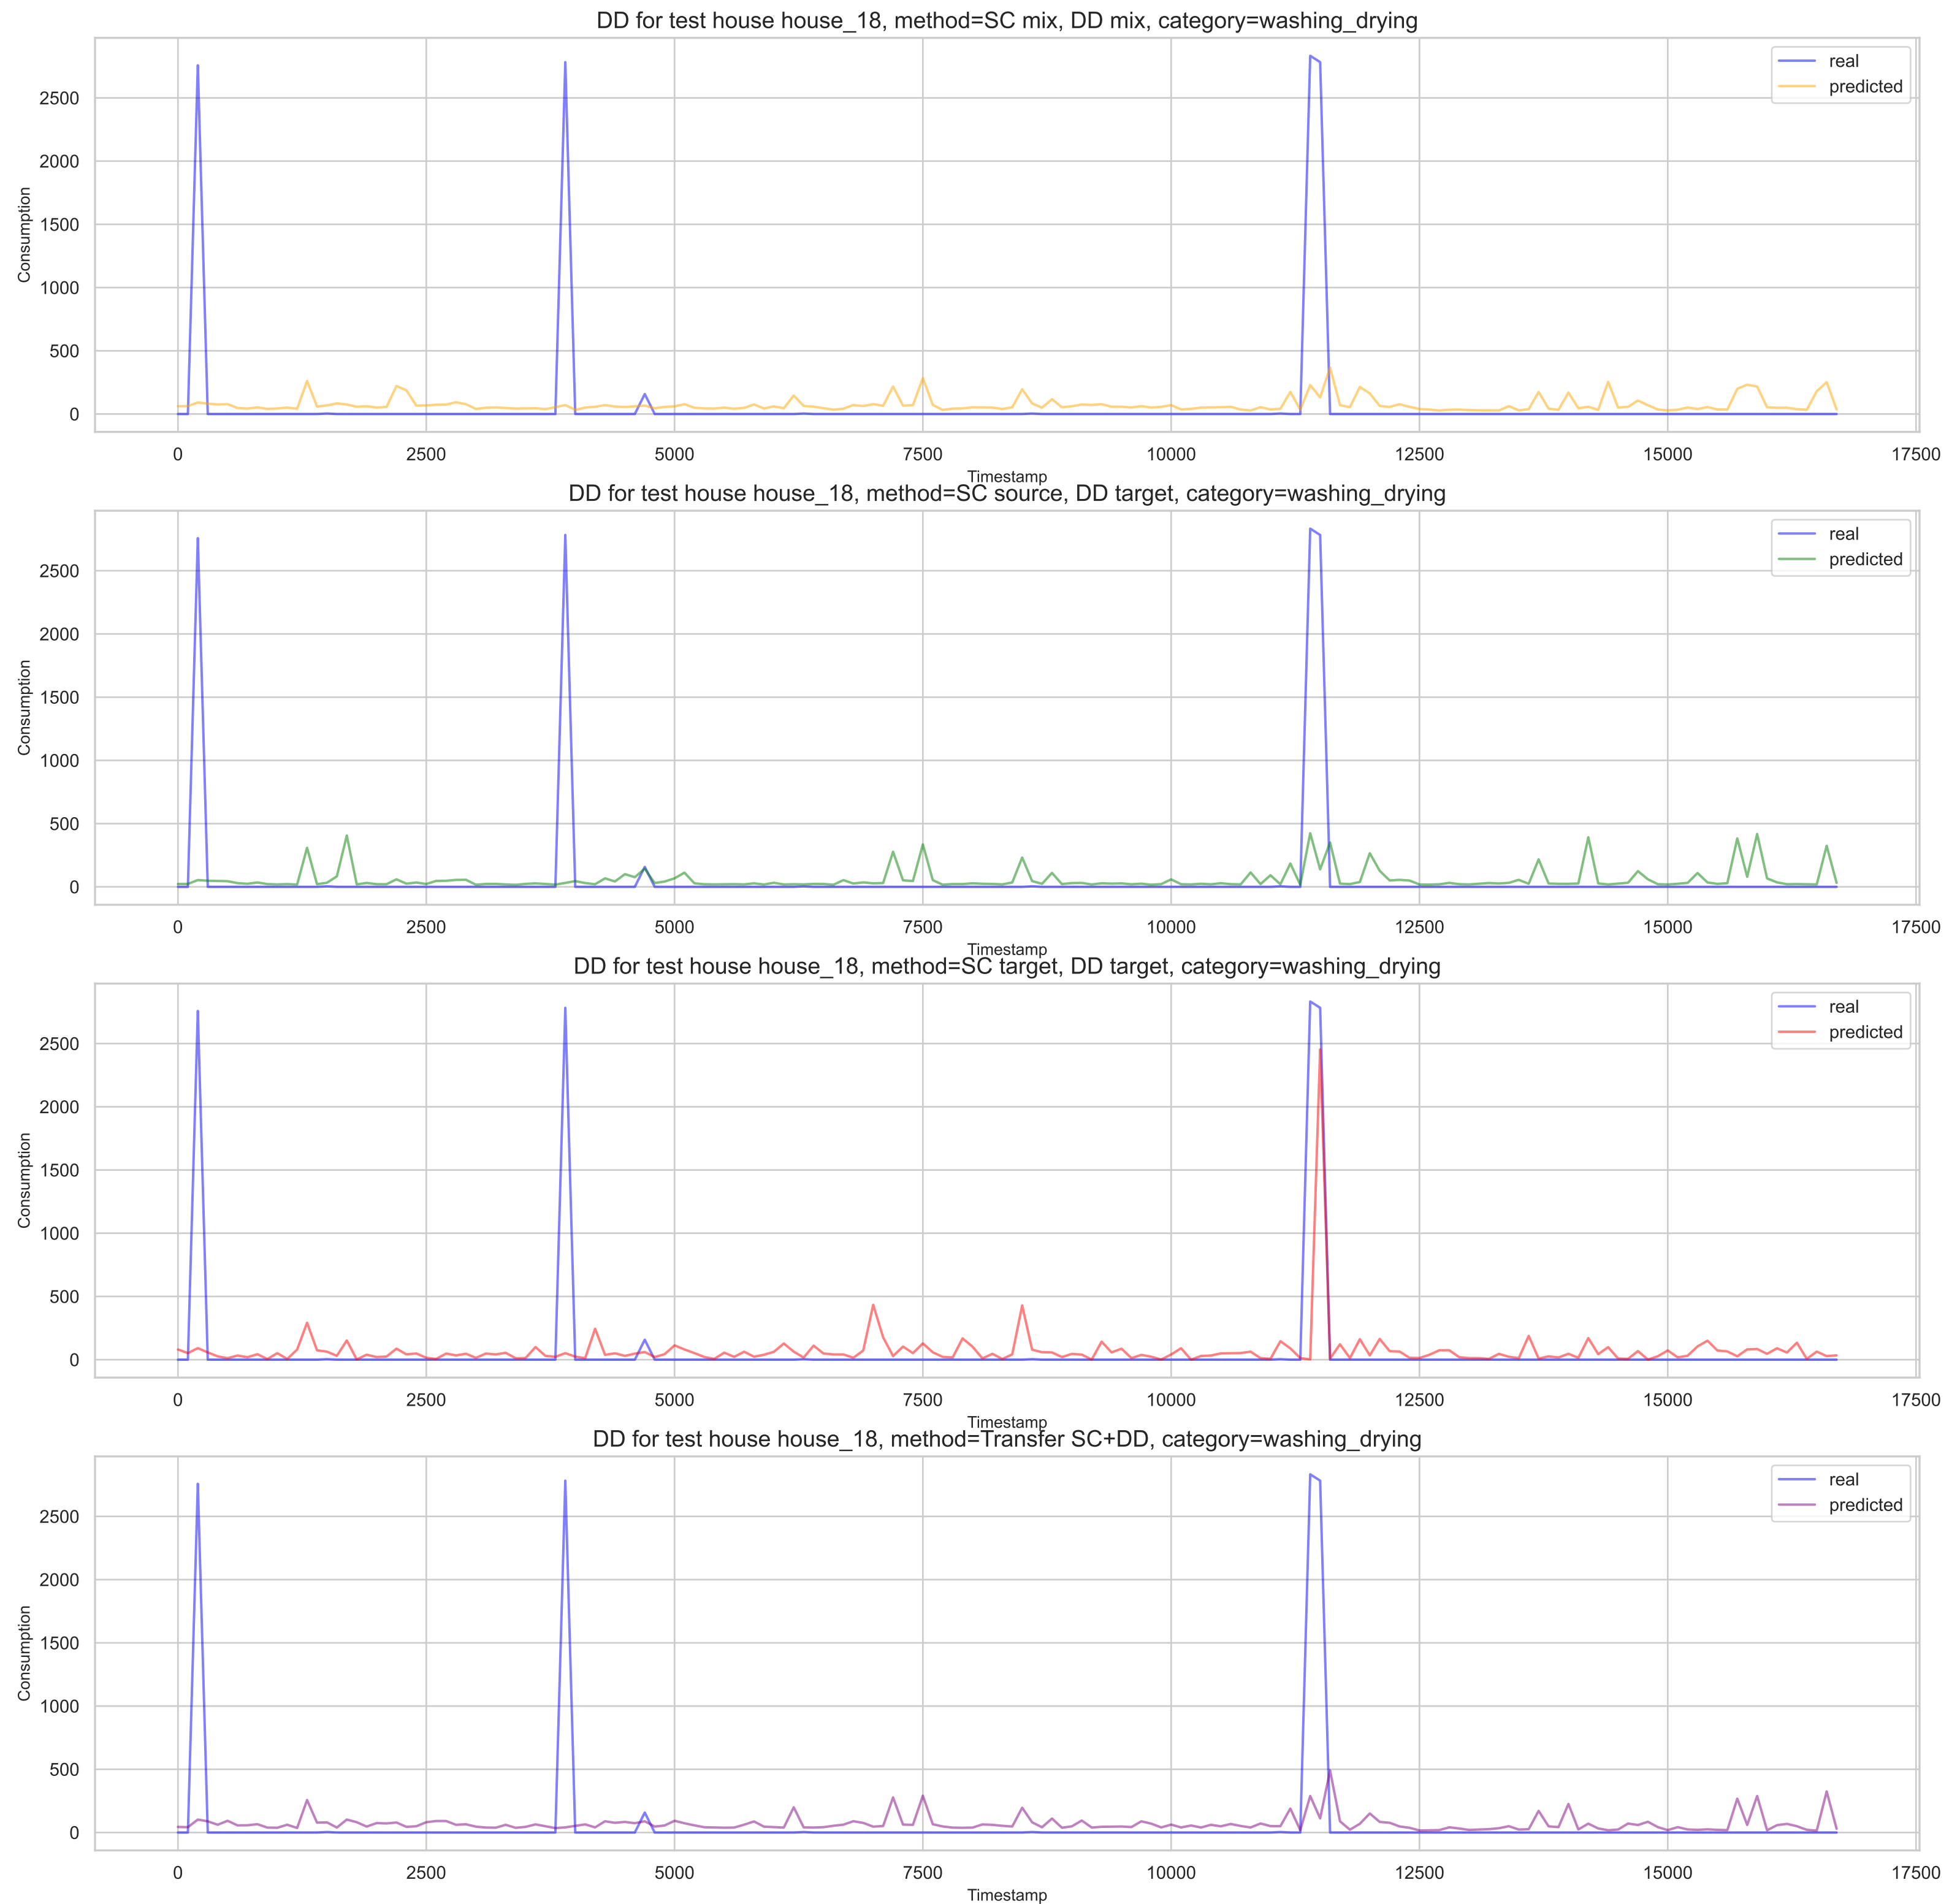 DD for test house house_18, method=SC mix, DD mix, category=washing_drying
real
predicted
2500
2000
1500
1000
500
0
Consumption
0 2500 5000 7500 10000 12500 15000 17500
Timestamp
DD for test house house_18, method=SC source, DD target, category=washing_drying
real
predicted
2500
2000
1500
1000
500
0
Consumption
0 2500 5000 7500 10000 12500 15000 17500
Timestamp
DD for test house house_18, method=SC target, DD target, category=washing_drying
real
predicted
2500
2000
1500
1000
500
0
Consumption
0 2500 5000 7500 10000 12500 15000 17500
Timestamp
DD for test house house_18, method=Transfer SC+DD, category=washing_drying
real
predicted
2500
2000
1500
1000
500
0
Consumption
0 2500 5000 7500 10000 12500 15000 17500
Timestamp